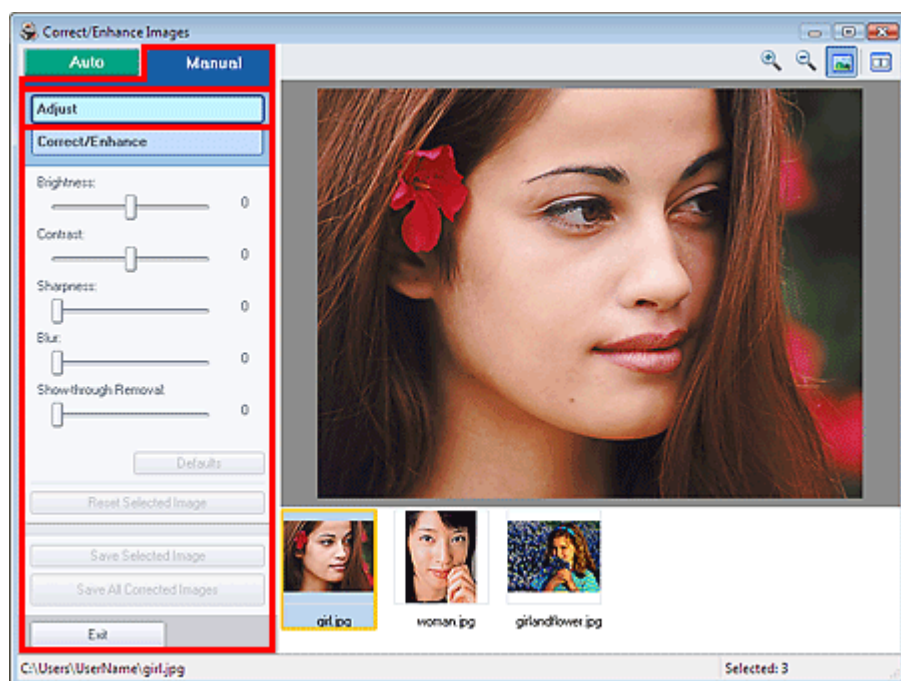 Correct/Enhance Images
Auto
Manual
Adjust
Correct/Enhance
Brightness:
0
Contrast:
0
Sharpness:
0
Blur:
0
Show-through Removal:
0
Defaults
Reset Selected Image
Save Selected Image
Save All Corrected Images
Exit
girl.jpg
woman.jpg
girlandflower.jpg
C:\Users\UserName\girl.jpg
Selected: 3